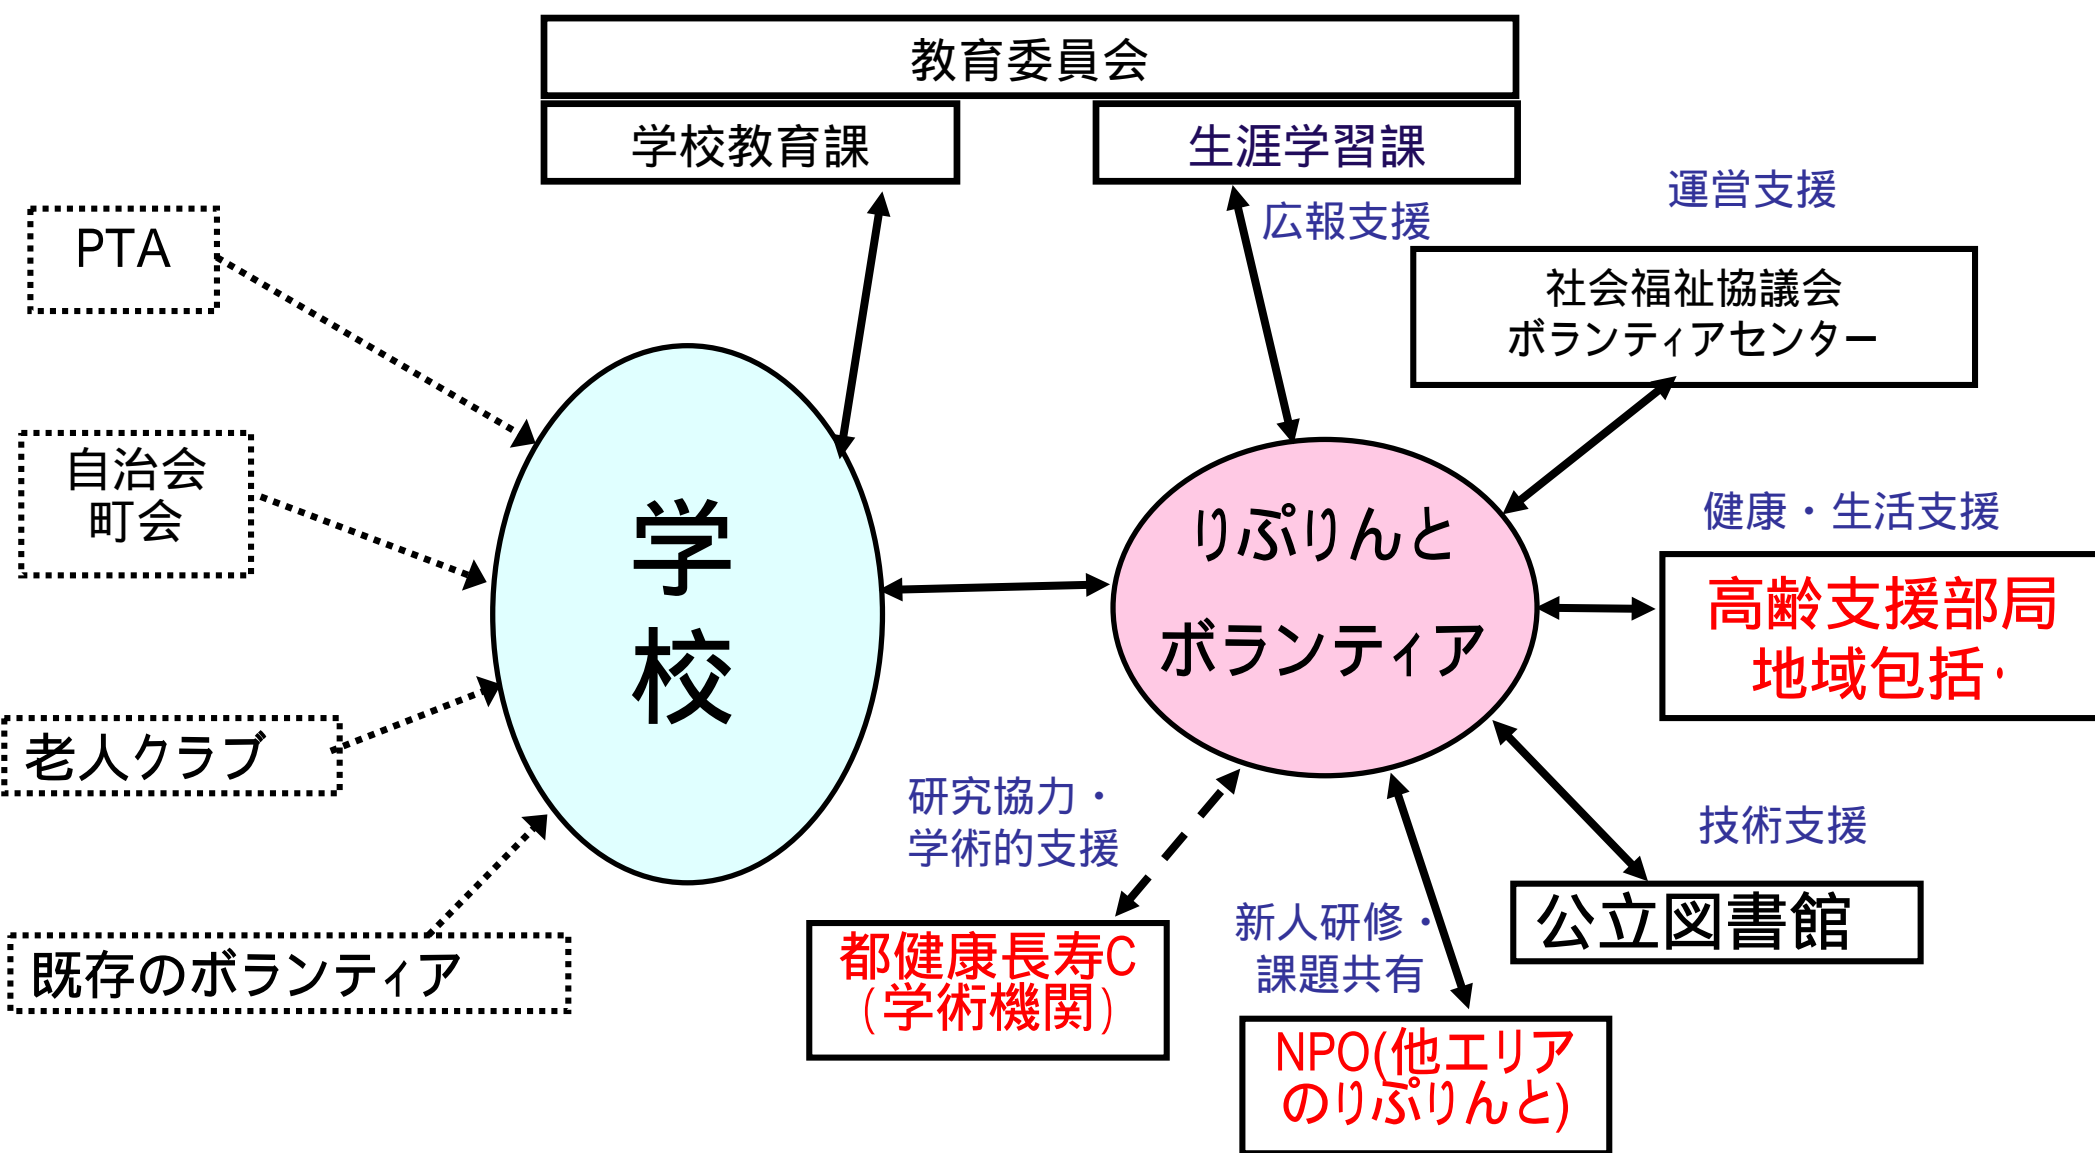 教育委員会
学校教育課
生涯学習課
運営支援
広報支援
PTA
社会福祉協議会
ボランティアセンター
自治会
町会
学
校
りぷりんと
ボランティア
健康・生活支援
高齢支援部局
地域包括・
老人クラブ
研究協力・
学術的支援
技術支援
既存のボランティア
都健康長寿C
（学術機関）
新人研修・
課題共有
公立図書館
NPO(他エリア
のりぷりんと)